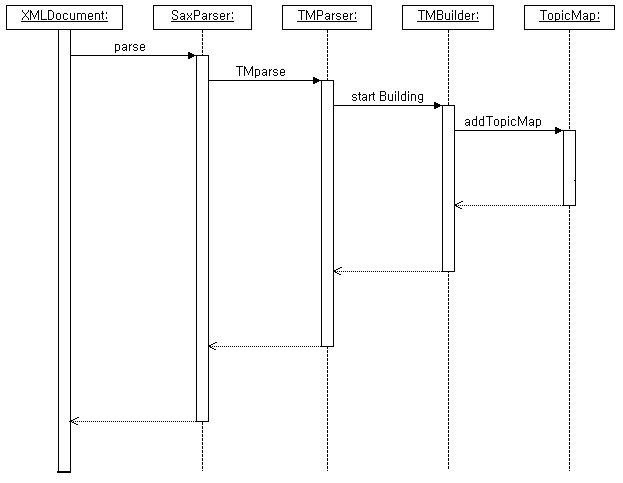 XMLDocument:
SaxParser:
TMParser:
TMBuilder:
TopicMap:
parse
TMparse
start Building
addTopicMap